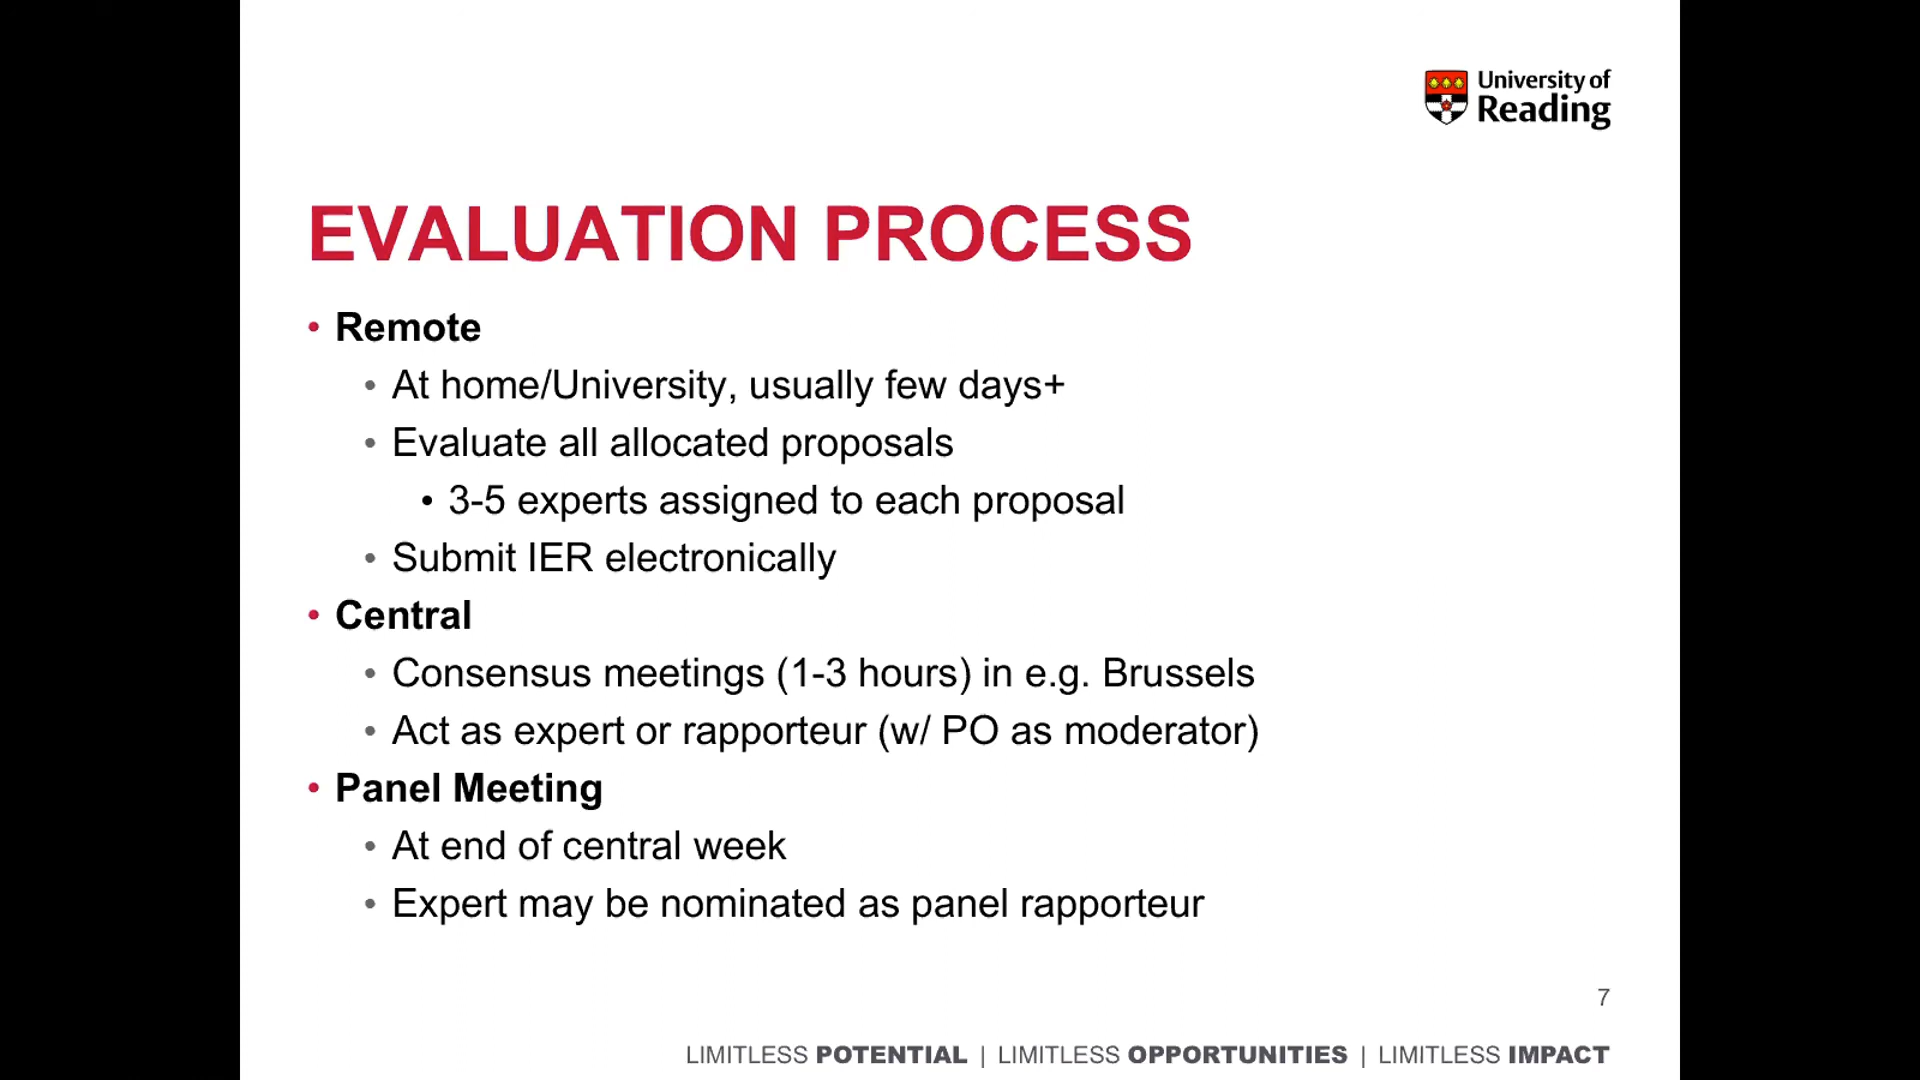 University of
Reading
EVALUATION PROCESS
• Remote
• At home/University, usually few days+
• Evaluate all allocated proposals
• 3-5 experts assigned to each proposal
• Submit IER electronically
• Central
• Consensus meetings (1-3 hours) in e.g. Brussels
• Act as expert or rapporteur (w/ PO as moderator)
• Panel Meeting
• At end of central week
• Expert may be nominated as panel rapporteur
7
LIMITLESS POTENTIAL | LIMITLESS OPPORTUNITIES | LIMITLESS IMPACT